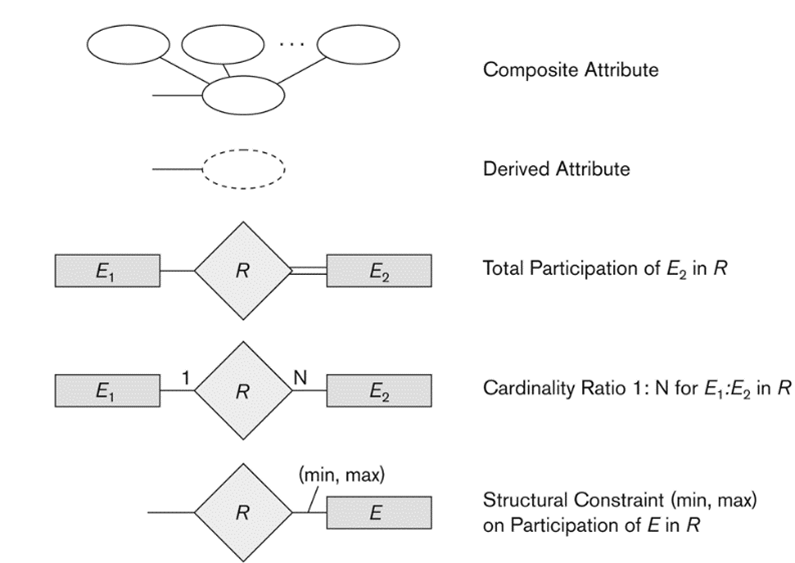 ...
Composite Attribute
Derived Attribute
E₁ R E₂ Total Participation of E₂ in R
E₁ 1 R N E₂ Cardinality Ratio 1: N for E₁:E₂ in R
(min, max)
R E
Structural Constraint (min, max)
on Participation of E in R